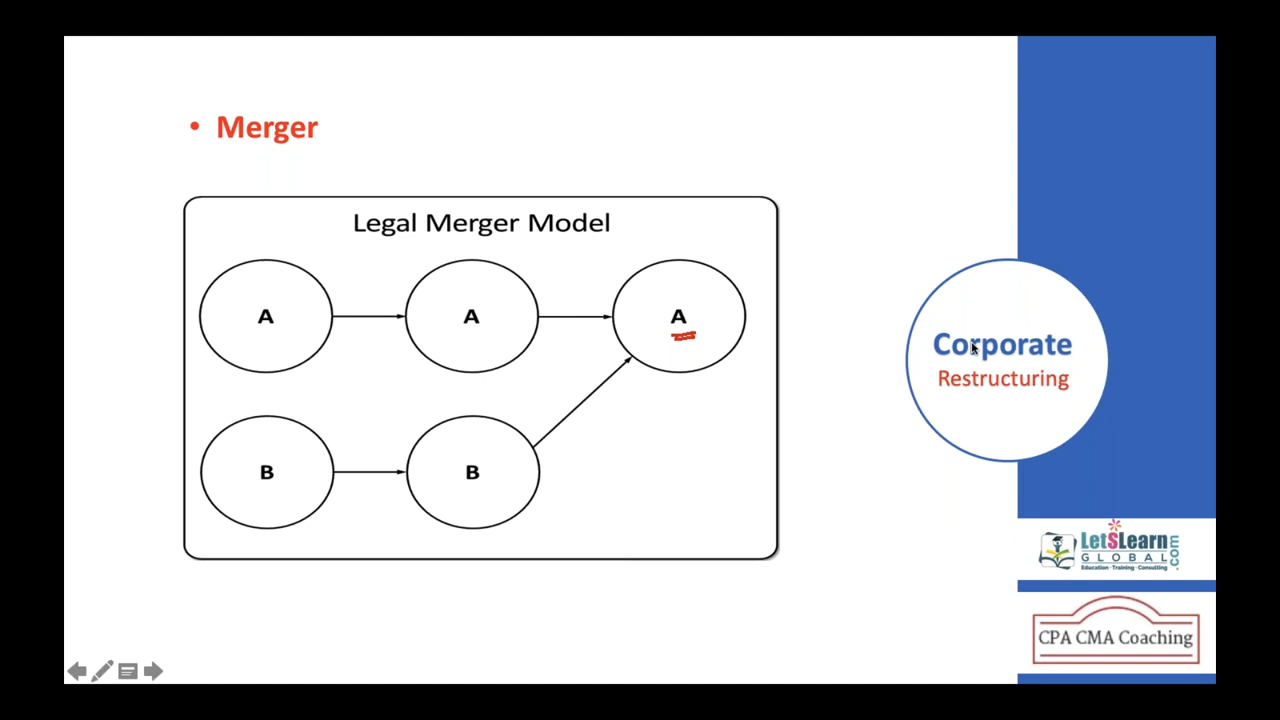 • Merger
Legal Merger Model
A A A
B B
Corporate
Restructuring
LetSLearn
GLOBAL
.com
Education - Training - Consulting
CPA CMA Coaching